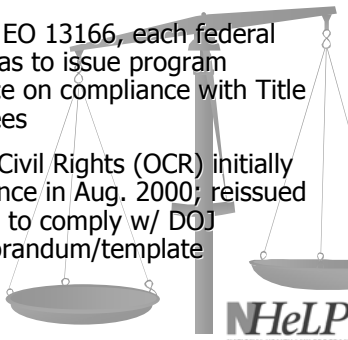 EO 13166, each federal
as to issue program
ce on compliance with Title
ees
Civil Rights (OCR) initially
nce in Aug. 2000; reissued
to comply w/ DOJ
orandum/template
NHeLP